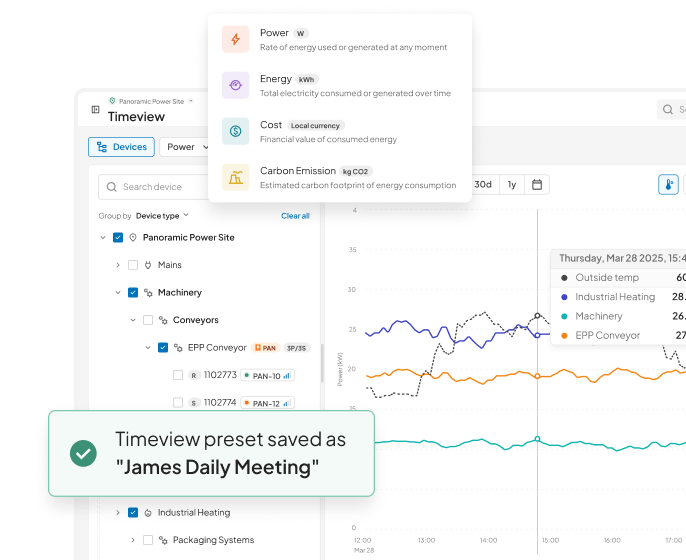 Power W
Rate of energy used or generated at any moment
Energy kWh
Total electricity consumed or generated over time
Cost Local currency
Financial value of consumed energy
Carbon Emission kg CO2
Estimated carbon footprint of energy consumption
Panoramic Power Site
Timeview
Devices
Power
Search device
30d
1y
Group by Device type
Clear all
Panoramic Power Site
Mains
Machinery
Conveyors
EPP Conveyor PAN 3P/3S
R 1102773 PAN-10
S 1102774 PAN-12
Timeview preset saved as
"James Daily Meeting"
Industrial Heating
Packaging Systems
4
35
30
25
20
15
0
Power (kW)
Thursday, Mar 28 2025, 15:4
Outside temp 60
Industrial Heating 28.
Machinery 26.
EPP Conveyor 27
12:00
13:00
14:00
15:00
16:00
17:00
Mar 28